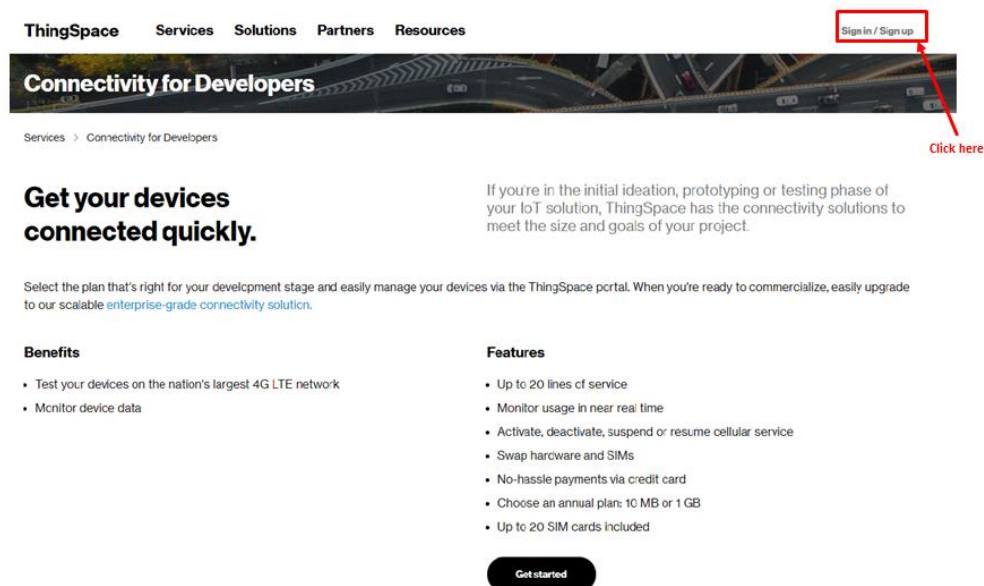 ThingSpace Services Solutions Partners Resources Sign in / Sign up
Connectivity for Developers
Click here
Services > Connectivity for Developers
Get your devices
connected quickly.
If you're in the initial ideation, prototyping or testing phase of
your IoT solution, ThingSpace has the connectivity solutions to
meet the size and goals of your project.
Select the plan that's right for your development stage and easily manage your devices via the ThingSpace portal. When you're ready to commercialize, easily upgrade
to our scalable enterprise-grade connectivity solution.
Benefits
• Test your devices on the nation's largest 4G LTE network
• Monitor device data
Features
• Up to 20 lines of service
• Monitor usage in near real time
• Activate, deactivate, suspend or resume cellular service
• Swap hardware and SIMs
• No-hassle payments via credit card
• Choose an annual plan: 10 MB or 1 GB
• Up to 20 SIM cards included
Get started